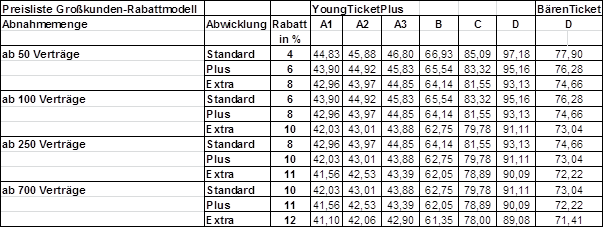 Preisliste Großkunden-Rabattmodell YoungTicketPlus BärenTicket
Abnahmemenge Abwicklung Rabatt A1 A2 A3 B C D D
in %
ab 50 Verträge Standard 4 44,83 45,88 46,80 66,93 85,09 97,18 77,90
Plus 6 43,90 44,92 45,83 65,54 83,32 95,16 76,28
Extra 8 42,96 43,97 44,85 64,14 81,55 93,13 74,66
ab 100 Verträge Standard 6 43,90 44,92 45,83 65,54 83,32 95,16 76,28
Plus 8 42,96 43,97 44,85 64,14 81,55 93,13 74,66
Extra 10 42,03 43,01 43,88 62,75 79,78 91,11 73,04
ab 250 Verträge Standard 8 42,96 43,97 44,85 64,14 81,55 93,13 74,66
Plus 10 42,03 43,01 43,88 62,75 79,78 91,11 73,04
Extra 11 41,56 42,53 43,39 62,05 78,89 90,09 72,22
ab 700 Verträge Standard 10 42,03 43,01 43,88 62,75 79,78 91,11 73,04
Plus 11 41,56 42,53 43,39 62,05 78,89 90,09 72,22
Extra 12 41,10 42,06 42,90 61,35 78,00 89,08 71,41